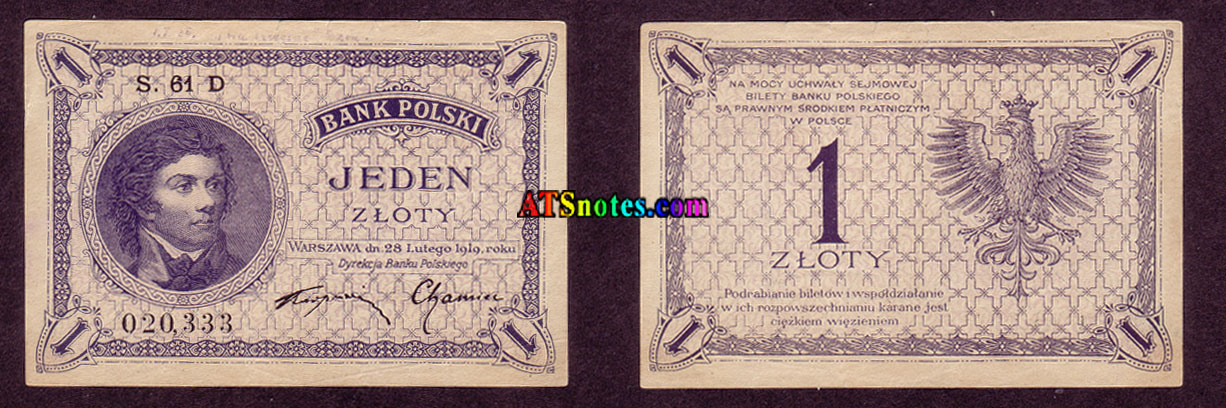 1 1
S. 61 D
BANK POLSKI
JEDEN
ZŁOTY
WARSZAWA dn. 28 Lutego 1919, roku
Dyrekcja Banku Polskiego
020,333
1 1
1 1
NA MOCY UCHWAŁY SEJMOWEJ
BILETY BANKU POLSKIEGO
SĄ PRAWNYM ŚRODKIEM PŁATNICZYM
W POLSCE
1
ZŁOTY
Podrabianie biletów i współdziałanie
w ich rozpowszechnianiu karane jest
ciężkiem więzieniem
1 1
ATSnotes.com